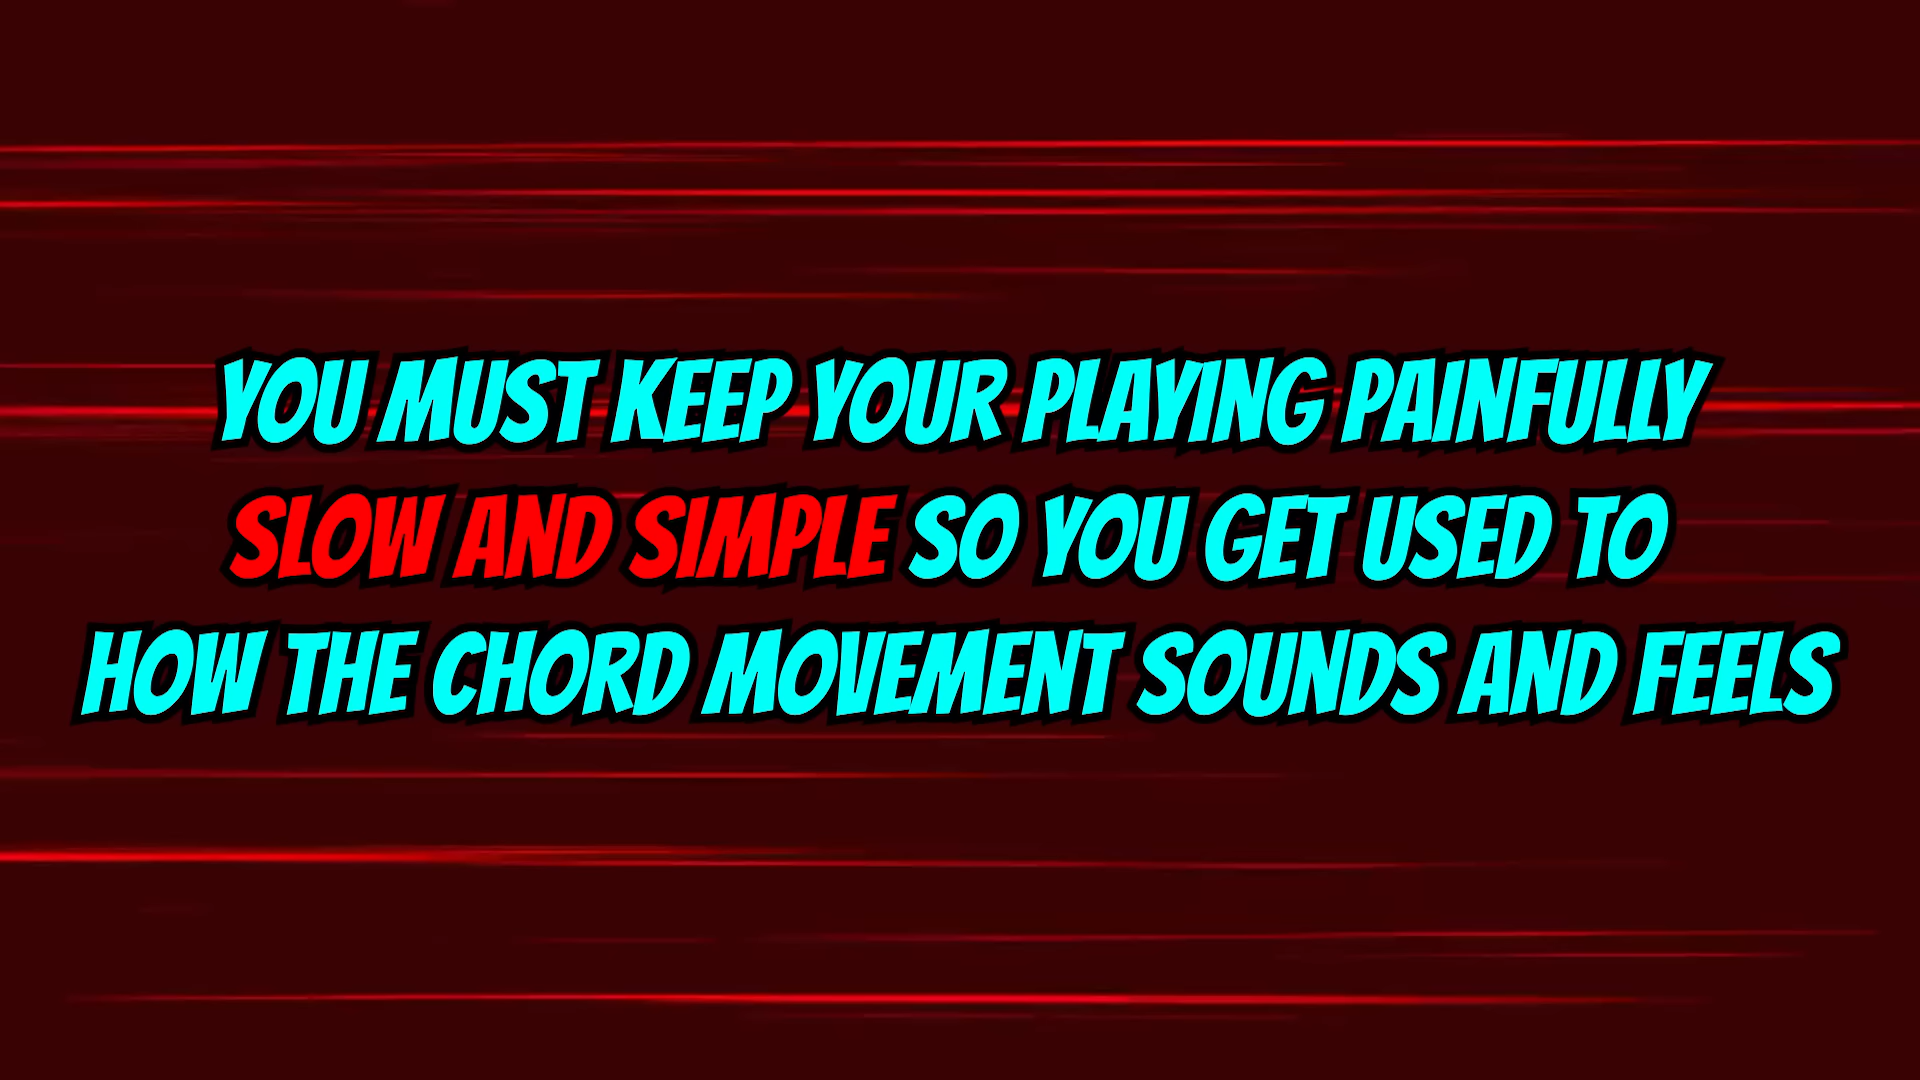 YOU MUST KEEP YOUR PLAYING PAINFULLY
SLOW AND SIMPLE SO YOU GET USED TO
HOW THE CHORD MOVEMENT SOUNDS AND FEELS